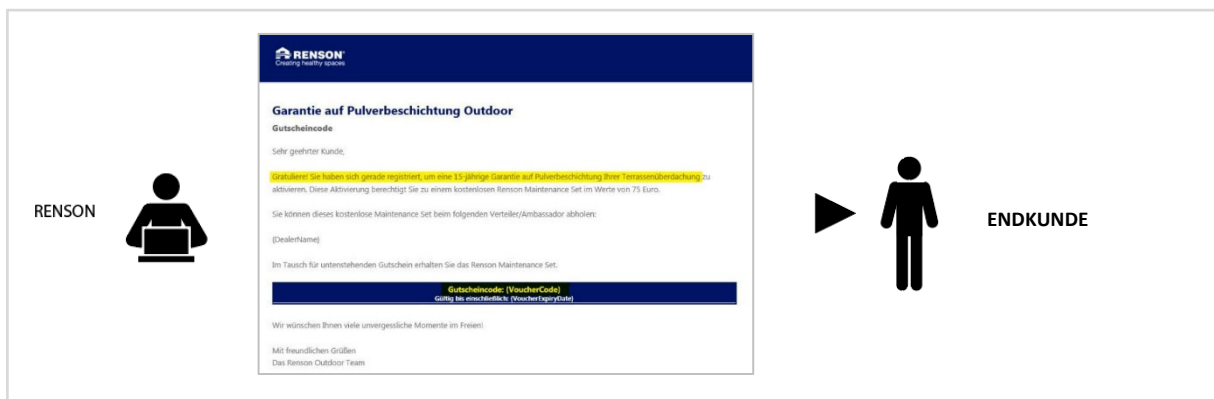 RENSON
RENSON
Creating healthy spaces
Garantie auf Pulverbeschichtung Outdoor
Gutscheincode
Sehr geehrter Kunde,
Gratuliere! Sie haben sich gerade registriert, um eine 15-jährige Garantie auf Pulverbeschichtung Ihrer Terrassenüberdachung zu
aktivieren. Diese Aktivierung berechtigt Sie zu einem kostenlosen Renson Maintenance Set im Werte von 75 Euro.
Sie können dieses kostenlose Maintenance Set beim folgenden Verteiler/Ambassador abholen:
{DealerName}
Im Tausch für untenstehenden Gutschein erhalten Sie das Renson Maintenance Set.
Gutscheincode: {VoucherCode}
Gültig bis einschließlich: {VoucherExpiryDate}
Wir wünschen Ihnen viele unvergessliche Momente im Freien!
Mit freundlichen Grüßen
Das Renson Outdoor Team
ENDKUNDE